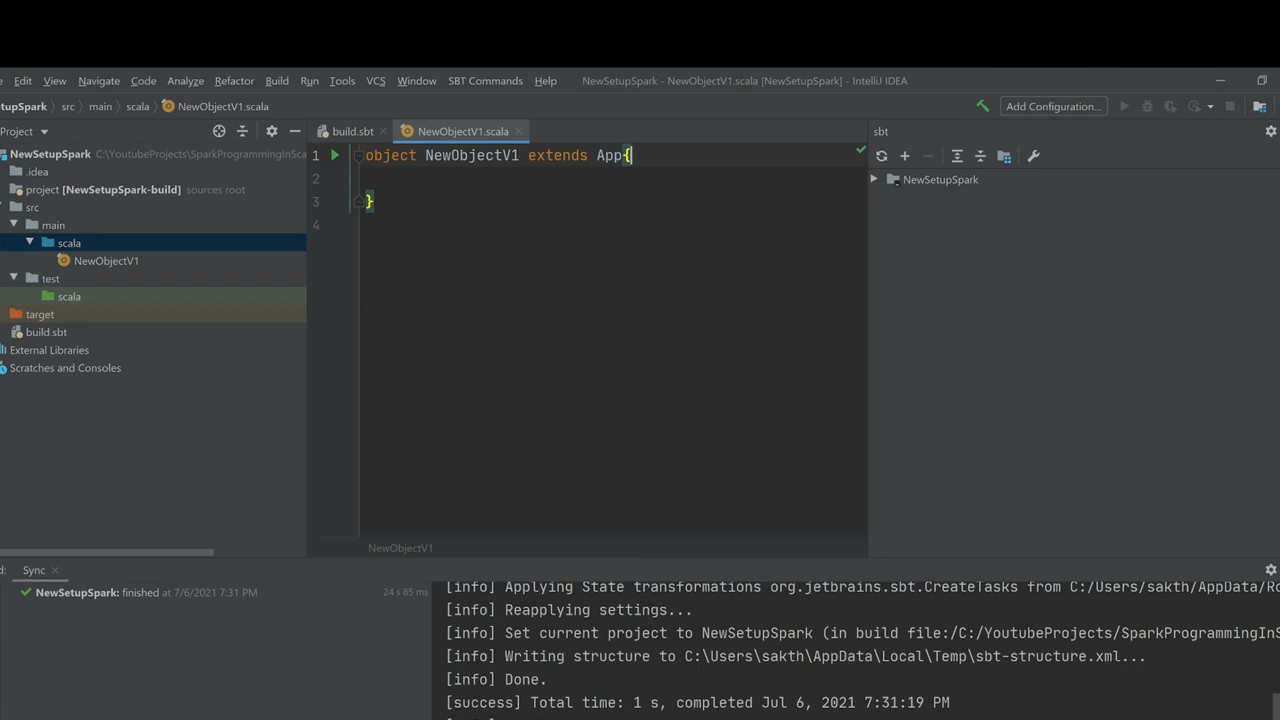 Edit View Navigate Code Analyze Refactor Build Run Tools VCS Window SBT Commands Help NewSetupSpark - NewObjectV1.scala [NewSetupSpark] - IntelliJ IDEA
etupSpark src main scala NewObjectV1.scala Add Configuration...
Project
NewSetupSpark C:\YoutubeProjects\SparkProgrammingInSca
.idea
project [NewSetupSpark-build] sources root
src
main
scala
NewObjectV1
test
scala
target
build.sbt
External Libraries
Scratches and Consoles
build.sbt NewObjectV1.scala
1 object NewObjectV1 extends App{
2
3 }
4
NewObjectV1
sbt
NewSetupSpark
d: Sync
NewSetupSpark: finished at 7/6/2021 7:31 PM 24 s 85 ms
[info] Applying State transformations org.jetbrains.sbt.CreateTasks from C:/Users/sakth/AppData/Ro
[info] Reapplying settings...
[info] Set current project to NewSetupSpark (in build file:/C:/YoutubeProjects/SparkProgrammingInS
[info] Writing structure to C:\Users\sakth\AppData\Local\Temp\sbt-structure.xml...
[info] Done.
[success] Total time: 1 s, completed Jul 6, 2021 7:31:19 PM